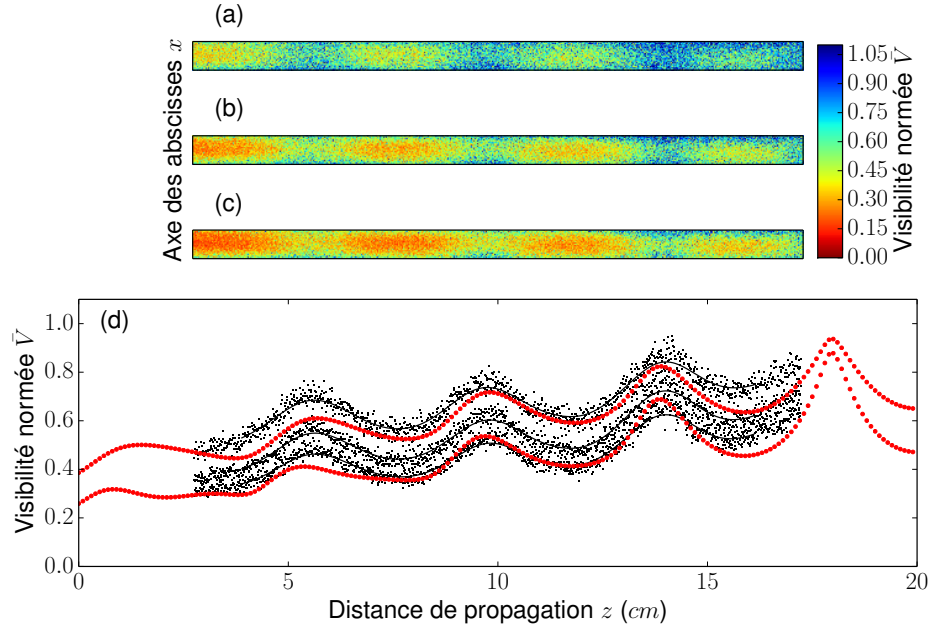 (a)
(b)
(c)
Axe des abscisses x
1.05
0.90
0.75
0.60
0.45
0.30
0.15
0.00
Visibilité normée V̄
(d)
Visibilité normée V̄
1.0
0.8
0.6
0.4
0.2
0.0
0
5
10
15
20
Distance de propagation z (cm)